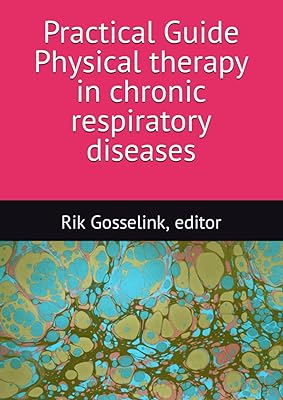 Practical Guide
Physical therapy
in chronic
respiratory
diseases
Rik Gosselink, editor